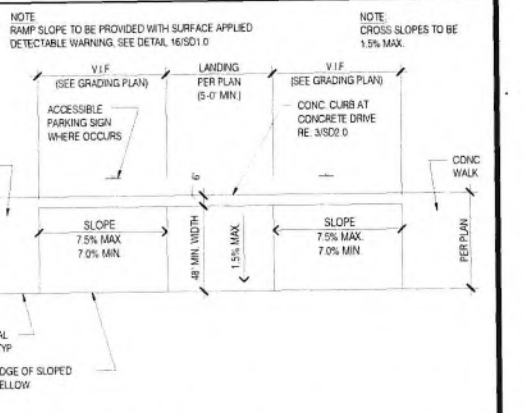 NOTE
RAMP SLOPE TO BE PROVIDED WITH SURFACE APPLIED
DETECTABLE WARNING, SEE DETAIL 16/SD1.0
NOTE:
CROSS SLOPES TO BE
1.5% MAX.
V.I.F
(SEE GRADING PLAN)
LANDING
PER PLAN
(5'-0" MIN.)
V.I.F
(SEE GRADING PLAN)
ACCESSIBLE
PARKING SIGN
WHERE OCCURS
CONC. CURB AT
CONCRETE DRIVE
RE. 3/SD2.0
CONC
WALK
6"
SLOPE
7.5% MAX
7.0% MIN.
48" MIN. WIDTH
1.5% MAX.
SLOPE
7.5% MAX.
7.0% MIN
PER PLAN
AL
YP
DGE OF SLOPED
ELLOW